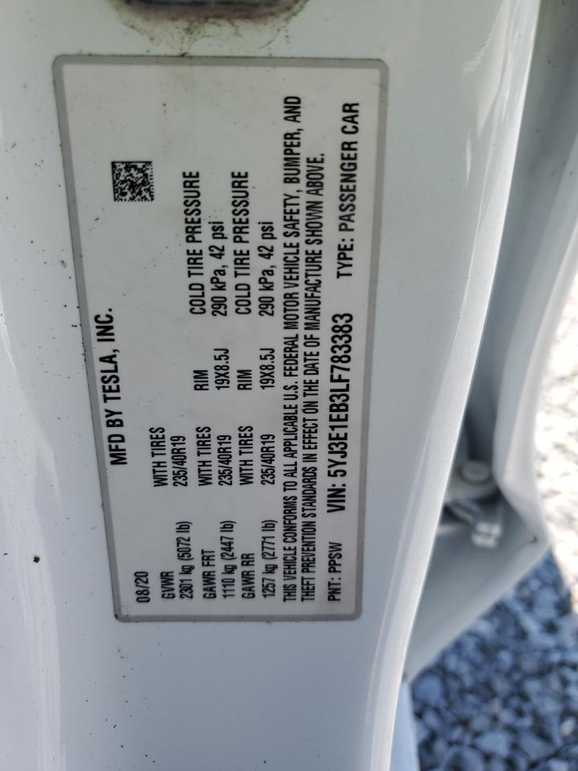 MFD BY TESLA, INC.
08/20
GVWR WITH TIRES RIM COLD TIRE PRESSURE
2301 kg (5072 lb) 235/40R19 19X8.5J 290 kPa, 42 psi
GAWR FRT WITH TIRES RIM COLD TIRE PRESSURE
1110 kg (2447 lb) 235/40R19 19X8.5J 290 kPa, 42 psi
GAWR RR
1257 kg (2771 lb)
THIS VEHICLE CONFORMS TO ALL APPLICABLE U.S. FEDERAL MOTOR VEHICLE SAFETY, BUMPER, AND
THEFT PREVENTION STANDARDS IN EFFECT ON THE DATE OF MANUFACTURE SHOWN ABOVE.
PNT: PPSW VIN: 5YJ3E1EB3LF783383 TYPE: PASSENGER CAR